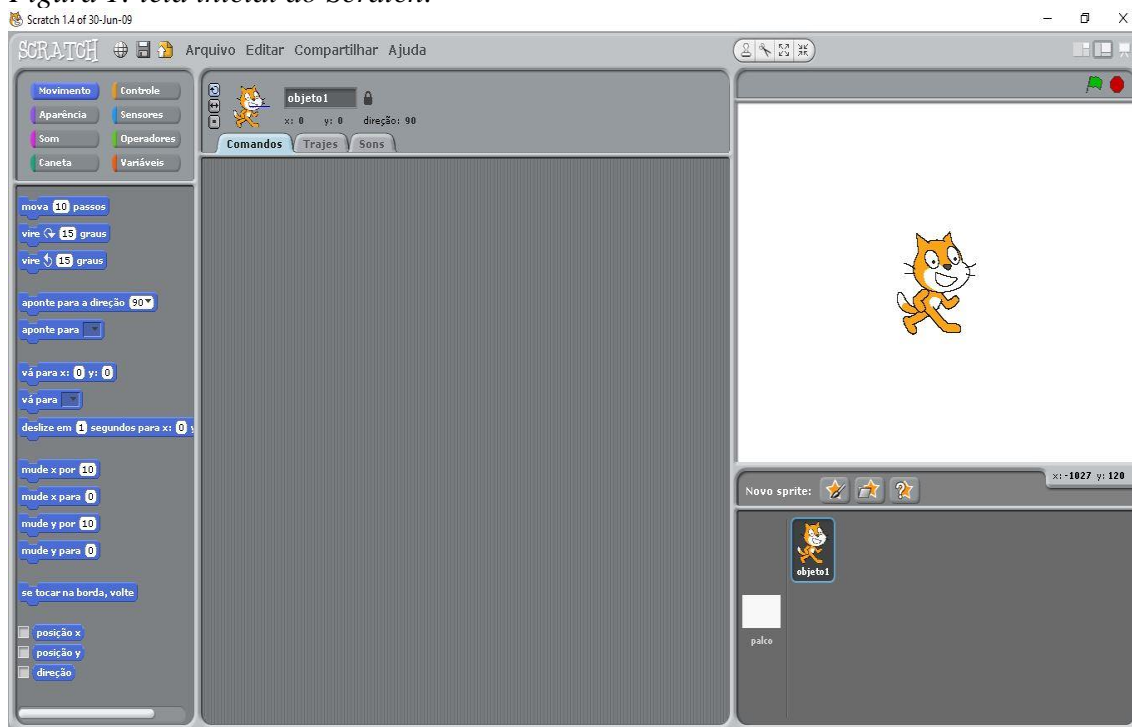 Figura 1: tela inicial do Scratch.
Scratch 1.4 of 30-Jun-09
SCRATCH Arquivo Editar Compartilhar Ajuda
Movimento Controle
Aparência Sensores
Som Operadores
Caneta Variáveis
objeto1
x: 0 y: 0 direção: 90
Comandos Trajes Sons
mova 10 passos
vire 15 graus
vire 15 graus
aponte para a direção 90
aponte para
vá para x: 0 y: 0
vá para
deslize em 1 segundos para x: 0 y
mude x por 10
mude x para 0
mude y por 10
mude y para 0
se tocar na borda, volte
posição x
posição y
direção
x: -1027 y: 120
Novo sprite:
objeto1
palco